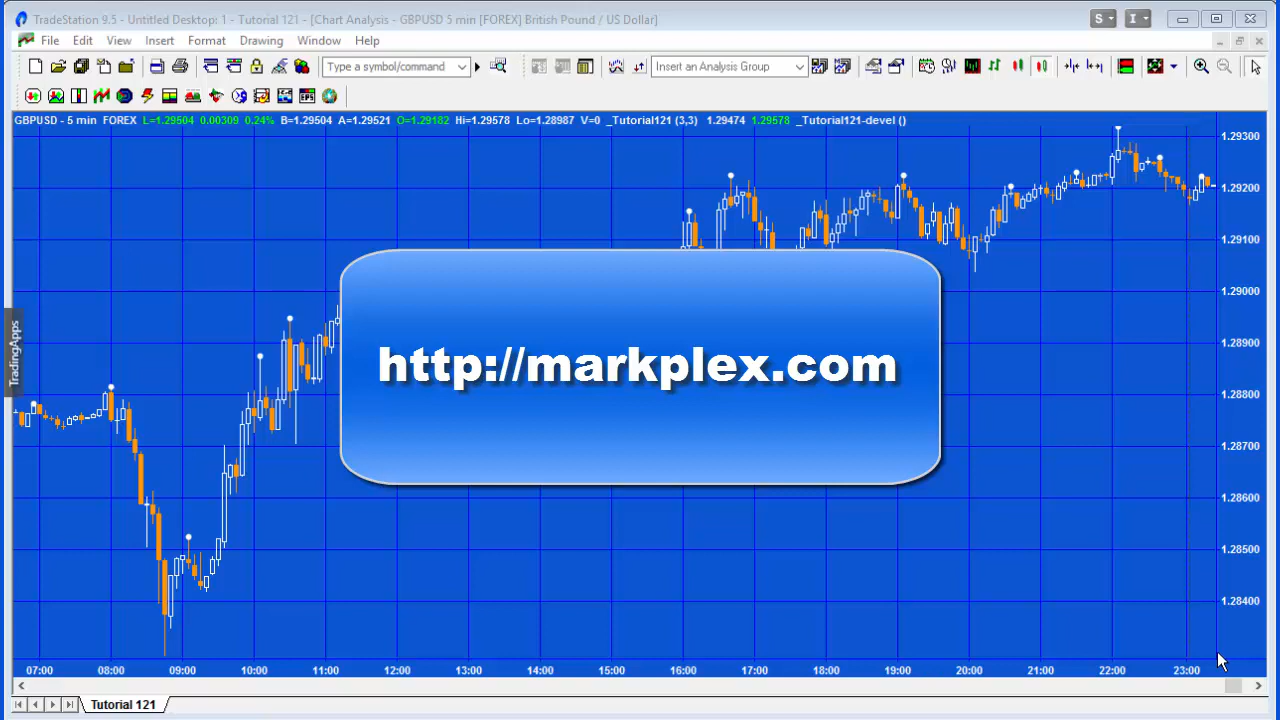 TradeStation 9.5 - Untitled Desktop: 1 - Tutorial 121 - [Chart Analysis - GBPUSD 5 min [FOREX] British Pound / US Dollar]
S
I
File Edit View Insert Format Drawing Window Help
Type a symbol/command
Insert an Analysis Group
EPS
GBPUSD - 5 min FOREX L=1.29504 0.00309 0.24% B=1.29504 A=1.29521 O=1.29182 Hi=1.29578 Lo=1.28987 V=0 _Tutorial121 (3,3) 1.29474 1.29578 _Tutorial121-devel ()
1.29300
1.29200
1.29100
1.29000
1.28900
1.28800
1.28700
1.28600
1.28500
1.28400
TradingApps
http://markplex.com
07:00 08:00 09:00 10:00 11:00 12:00 13:00 14:00 15:00 16:00 17:00 18:00 19:00 20:00 21:00 22:00 23:00
Tutorial 121